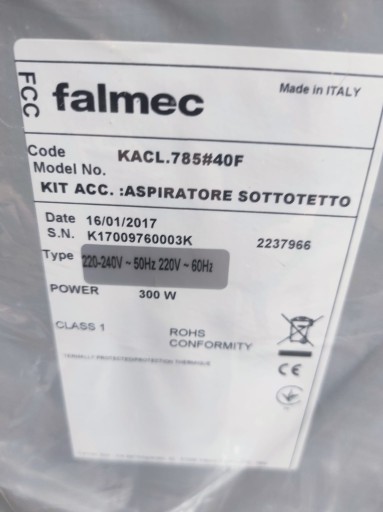 FCC
falmec
Made in ITALY
Code KACL.785#40F
Model No.
KIT ACC. :ASPIRATORE SOTTOTETTO
Date 16/01/2017
S.N. K17009760003K 2237966
Type 220-240V ~ 50Hz 220V ~ 60Hz
POWER 300 W
CLASS 1
ROHS
CONFORMITY
CE